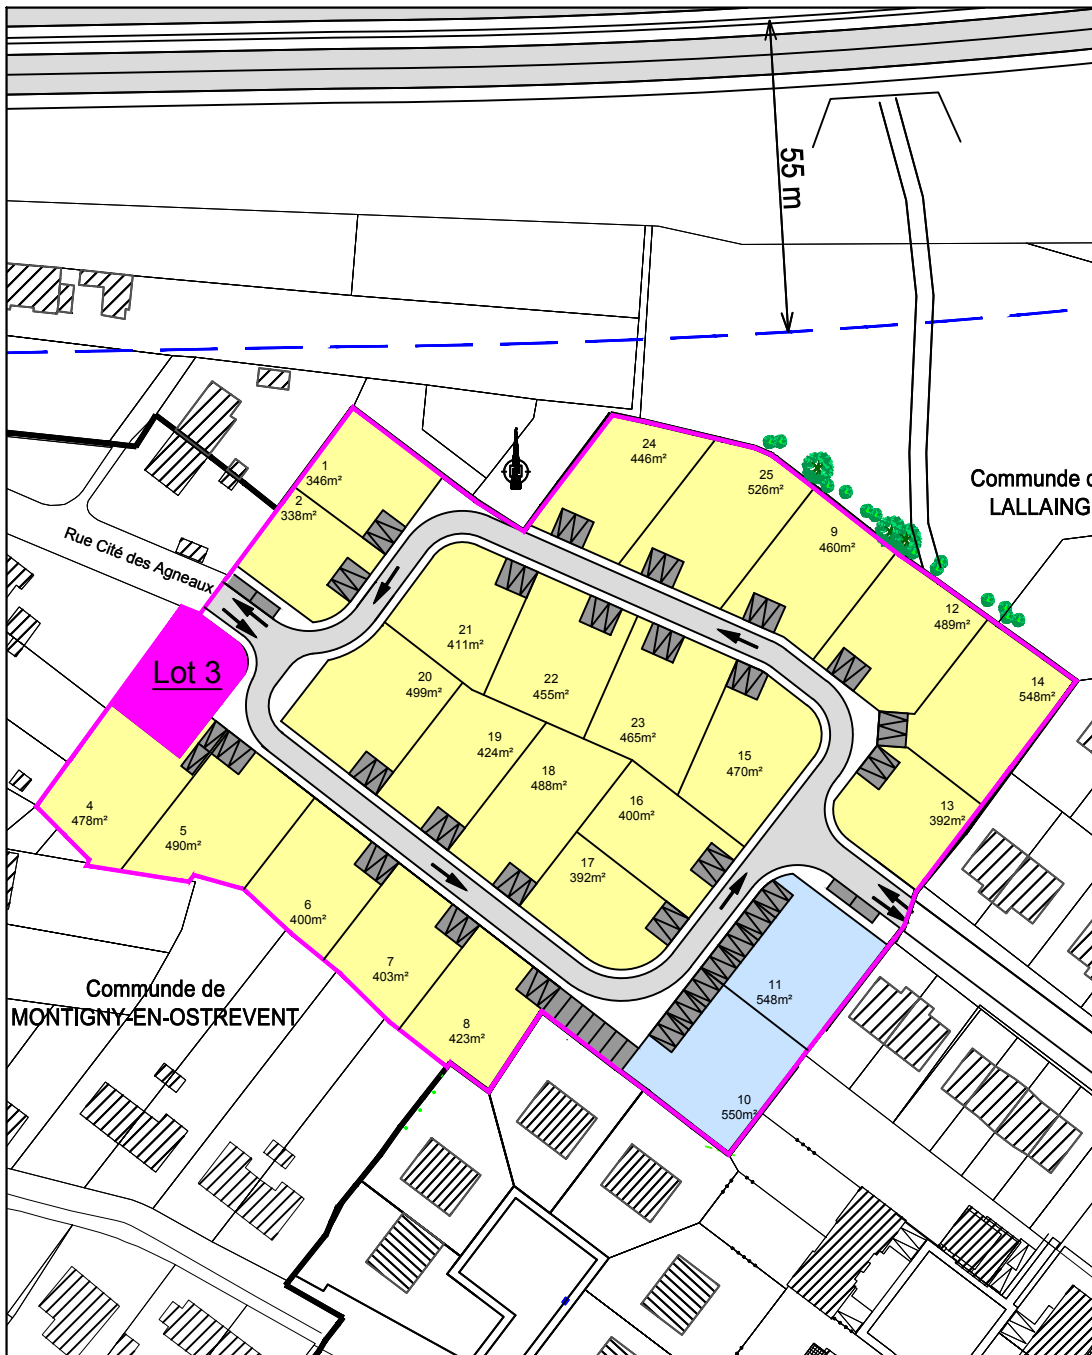 55 m
24
446m²
25
526m²
1
346m²
2
338m²
9
460m²
Commune d
LALLAING
Rue Cité des Agneaux
12
489m²
21
411m²
20
499m²
22
455m²
14
548m²
Lot 3
23
465m²
19
424m²
18
488m²
15
470m²
16
400m²
13
392m²
4
478m²
5
490m²
17
392m²
6
400m²
7
403m²
11
548m²
Communde de
MONTIGNY-EN-OSTREVENT
8
423m²
10
550m²